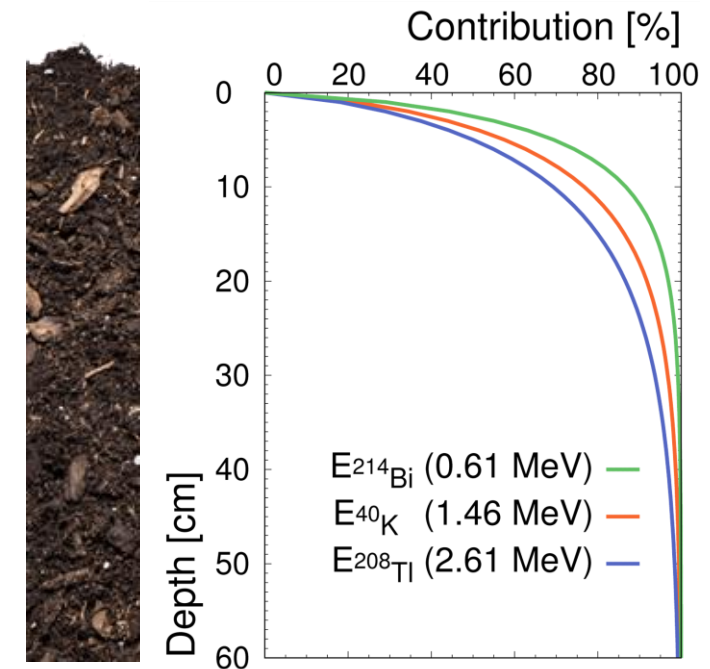 Contribution [%]
0 20 40 60 80 100
0
10
20
30
40
50
60
Depth [cm]
E214Bi (0.61 MeV)
E40K (1.46 MeV)
E208Tl (2.61 MeV)